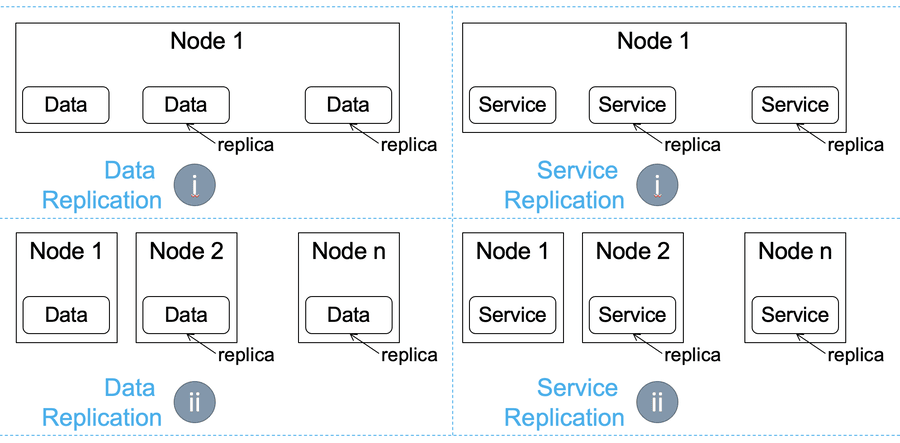 Node 1
Data
Data
Data
replica
replica
Data
Replication
i
Node 1
Service
Service
Service
replica
replica
Service
Replication
i
Node 1
Node 2
Node n
Data
Data
Data
replica
replica
Data
Replication
ii
Node 1
Node 2
Node n
Service
Service
Service
replica
replica
Service
Replication
ii